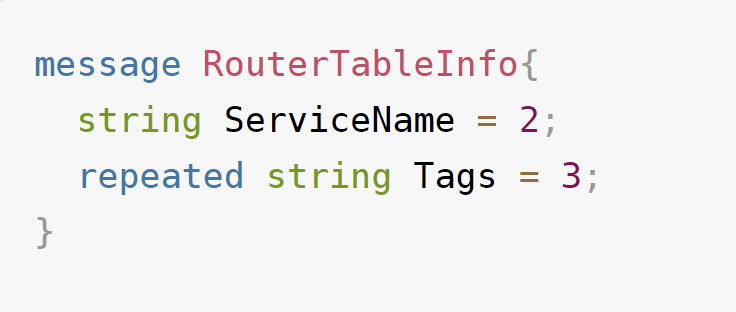 message RouterTableInfo{
  string ServiceName = 2;
  repeated string Tags = 3;
}